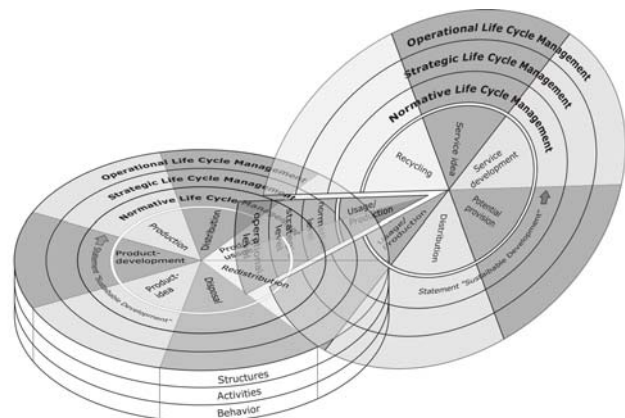 Operational Life Cycle Management
Strategic Life Cycle Management
Normative Life Cycle Management
Service idea
Recycling
Service
development
Potential
provision
Distribution
Usage/
Production
Usage/
Production
Statement "Sustainable Development"
Operational Life Cycle Management
Strategic Life Cycle Management
Normative Life Cycle
Production
Distribution
Product-
development
Product-
idea
Disposal
Redistribution
Statement "Sustainable Development"
Structures
Activities
Behavior